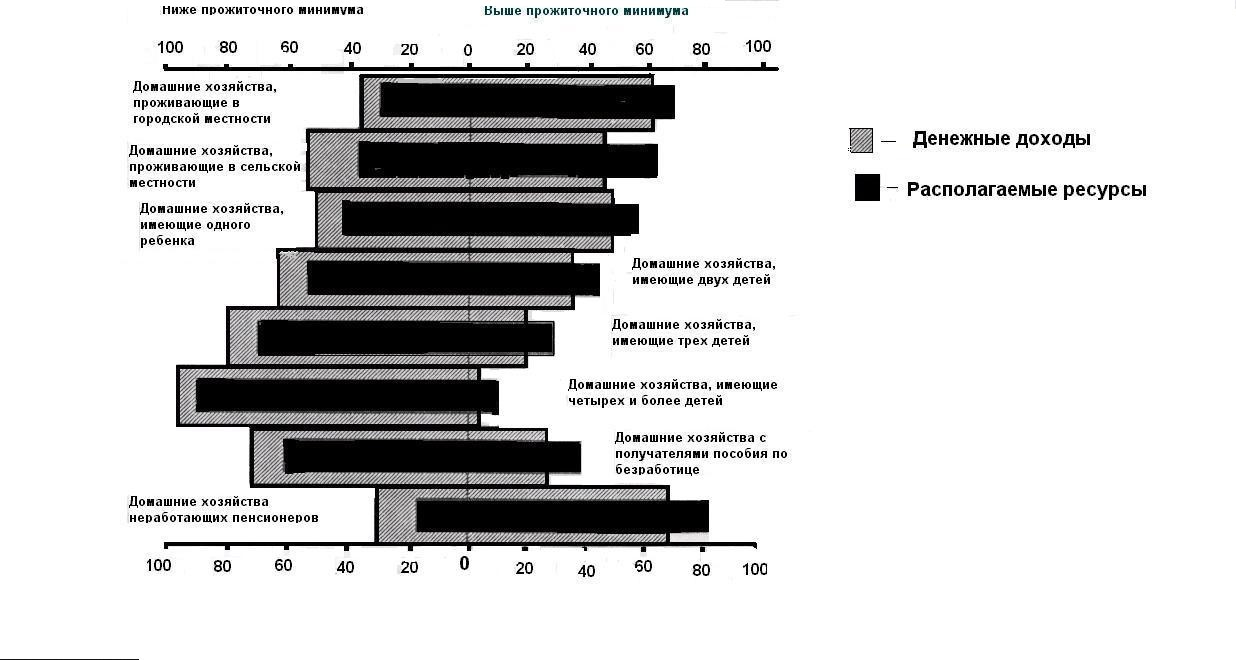 Ниже прожиточного минимума
Выше прожиточного минимума
100 80 60 40 20 0 20 40 60 80 100
Домашние хозяйства,
проживающие в
городской местности
Домашние хозяйства,
проживающие в сельской
местности
Домашние хозяйства,
имеющие одного
ребенка
Домашние хозяйства,
имеющие двух детей
Домашние хозяйства,
имеющие трех детей
Домашние хозяйства, имеющие
четырех и более детей
Домашние хозяйства с
получателями пособия по
безработице
Домашние хозяйства
неработающих пенсионеров
100 80 60 40 20 0 20 40 60 80 100
— Денежные доходы
– Располагаемые ресурсы